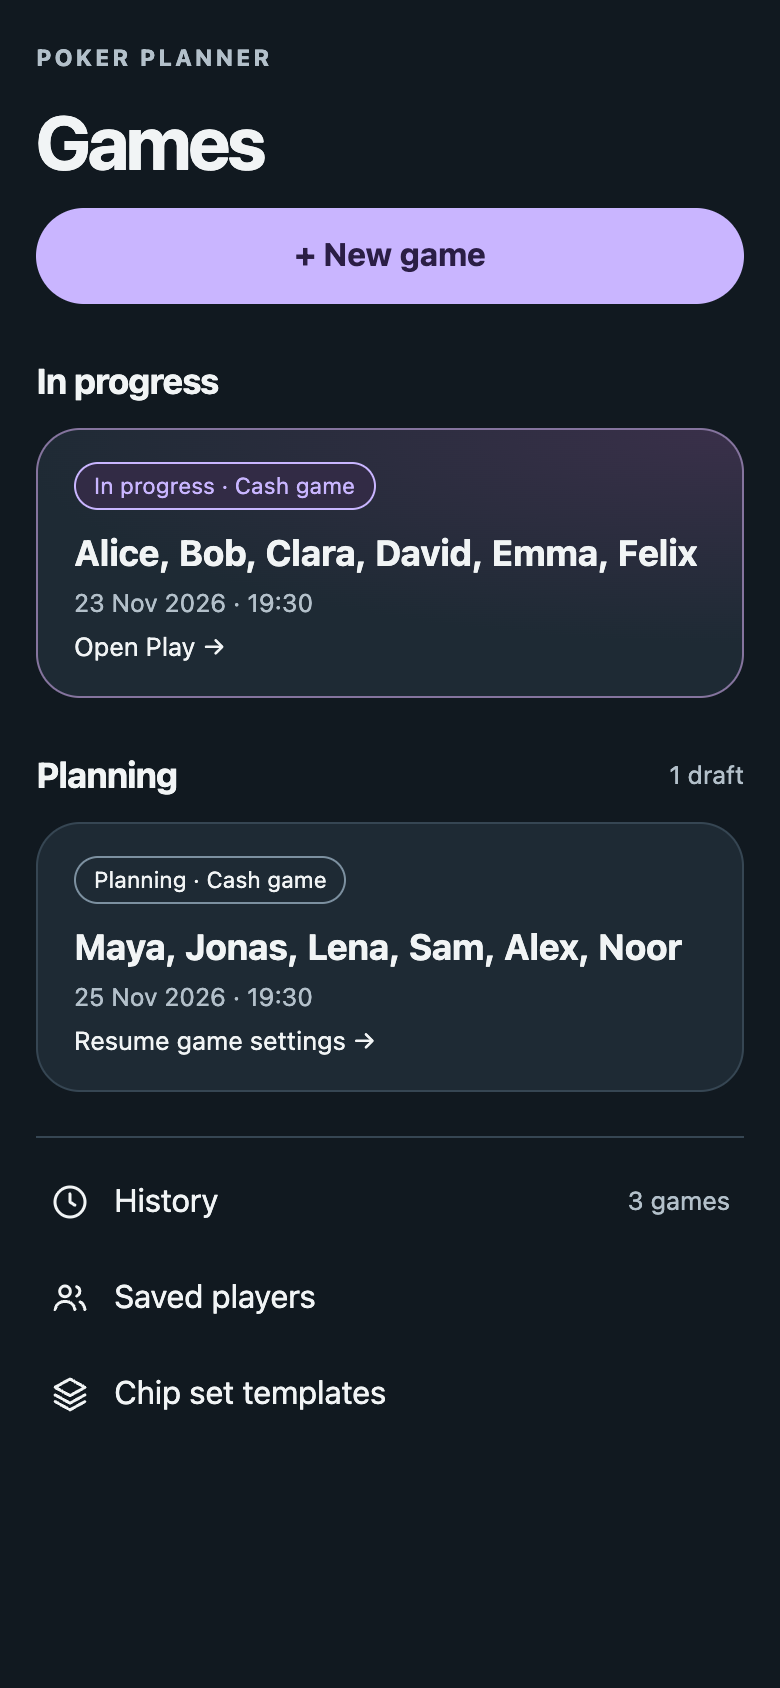 POKER PLANNER
Games
+ New game
In progress
In progress · Cash game
Alice, Bob, Clara, David, Emma, Felix
23 Nov 2026 · 19:30
Open Play →
Planning
1 draft
Planning · Cash game
Maya, Jonas, Lena, Sam, Alex, Noor
25 Nov 2026 · 19:30
Resume game settings →
History
3 games
Saved players
Chip set templates